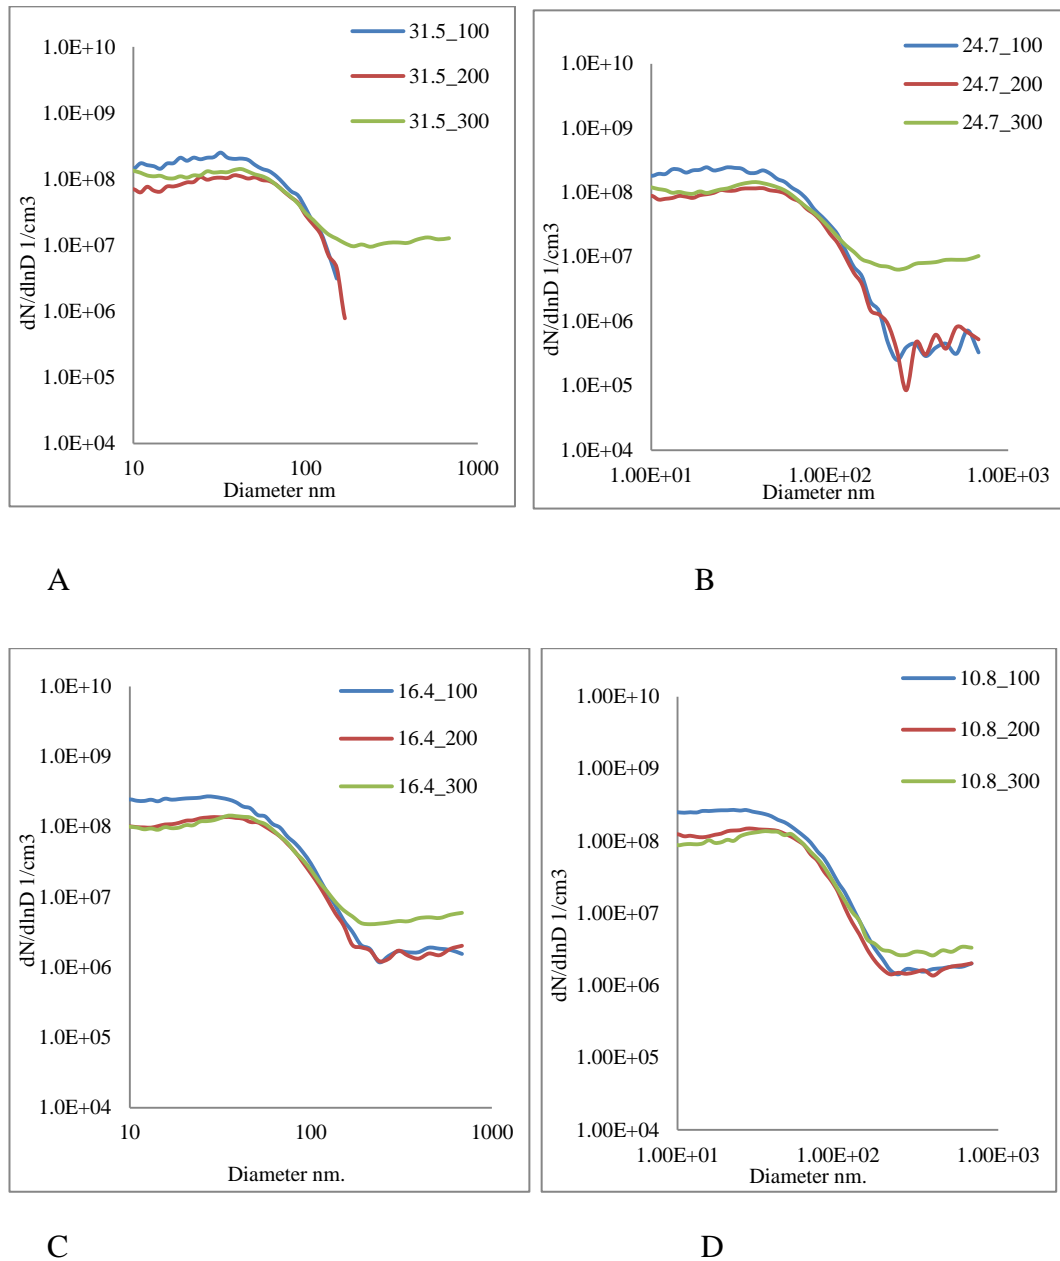 31.5_100
31.5_200
31.5_300
1.0E+10
1.0E+09
1.0E+08
1.0E+07
1.0E+06
1.0E+05
1.0E+04
dN/dlnD 1/cm3
10 100 1000
Diameter nm
24.7_100
24.7_200
24.7_300
1.0E+10
1.0E+09
1.0E+08
1.0E+07
1.0E+06
1.0E+05
1.0E+04
dN/dlnD 1/cm3
1.00E+01 1.00E+02 1.00E+03
Diameter nm
A B
16.4_100
16.4_200
16.4_300
1.0E+10
1.0E+09
1.0E+08
1.0E+07
1.0E+06
1.0E+05
1.0E+04
dN/dlnD 1/cm3
10 100 1000
Diameter nm.
10.8_100
10.8_200
10.8_300
1.00E+10
1.00E+09
1.00E+08
1.00E+07
1.00E+06
1.00E+05
1.00E+04
dN/dlnD 1/cm3
1.00E+01 1.00E+02 1.00E+03
Diameter nm.
C D